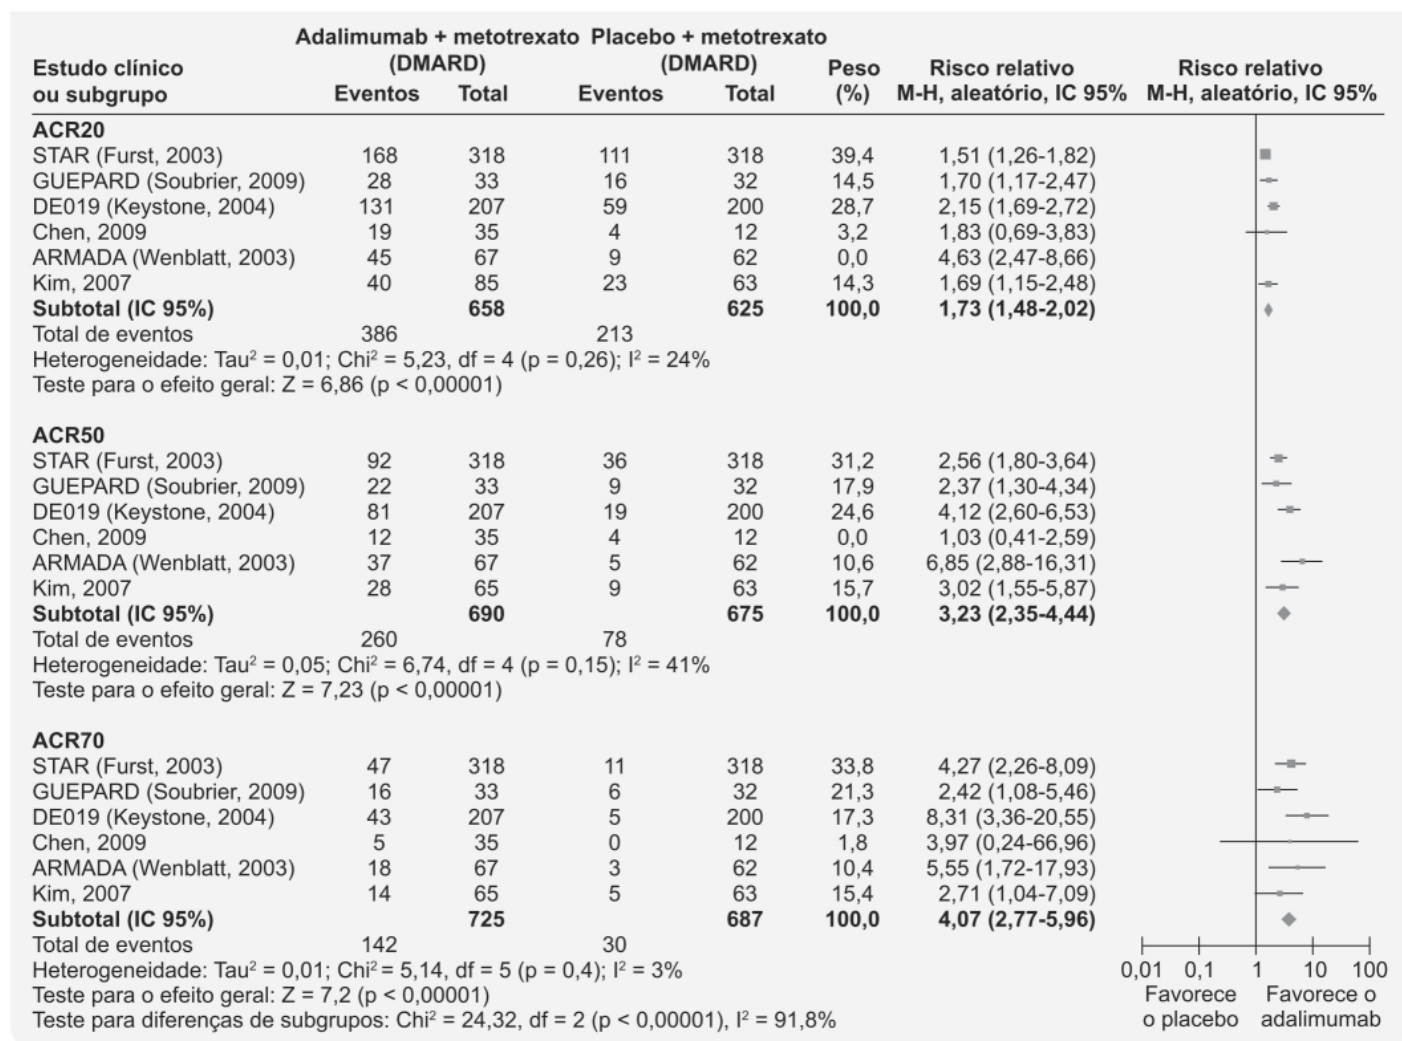 Adalimumab + metotrexato Placebo + metotrexato
Estudo clínico (DMARD) (DMARD) Peso Risco relativo Risco relativo
ou subgrupo Eventos Total Eventos Total (%) M-H, aleatório, IC 95% M-H, aleatório, IC 95%
ACR20
STAR (Furst, 2003) 168 318 111 318 39,4 1,51 (1,26-1,82)
GUEPARD (Soubrier, 2009) 28 33 16 32 14,5 1,70 (1,17-2,47)
DE019 (Keystone, 2004) 131 207 59 200 28,7 2,15 (1,69-2,72)
Chen, 2009 19 35 4 12 3,2 1,83 (0,69-3,83)
ARMADA (Wenblatt, 2003) 45 67 9 62 0,0 4,63 (2,47-8,66)
Kim, 2007 40 85 23 63 14,3 1,69 (1,15-2,48)
Subtotal (IC 95%) 658 625 100,0 1,73 (1,48-2,02)
Total de eventos 386 213
Heterogeneidade: Tau² = 0,01; Chi² = 5,23, df = 4 (p = 0,26); I² = 24%
Teste para o efeito geral: Z = 6,86 (p < 0,00001)
ACR50
STAR (Furst, 2003) 92 318 36 318 31,2 2,56 (1,80-3,64)
GUEPARD (Soubrier, 2009) 22 33 9 32 17,9 2,37 (1,30-4,34)
DE019 (Keystone, 2004) 81 207 19 200 24,6 4,12 (2,60-6,53)
Chen, 2009 12 35 4 12 0,0 1,03 (0,41-2,59)
ARMADA (Wenblatt, 2003) 37 67 5 62 10,6 6,85 (2,88-16,31)
Kim, 2007 28 65 9 63 15,7 3,02 (1,55-5,87)
Subtotal (IC 95%) 690 675 100,0 3,23 (2,35-4,44)
Total de eventos 260 78
Heterogeneidade: Tau² = 0,05; Chi² = 6,74, df = 4 (p = 0,15); I² = 41%
Teste para o efeito geral: Z = 7,23 (p < 0,00001)
ACR70
STAR (Furst, 2003) 47 318 11 318 33,8 4,27 (2,26-8,09)
GUEPARD (Soubrier, 2009) 16 33 6 32 21,3 2,42 (1,08-5,46)
DE019 (Keystone, 2004) 43 207 5 200 17,3 8,31 (3,36-20,55)
Chen, 2009 5 35 0 12 1,8 3,97 (0,24-66,96)
ARMADA (Wenblatt, 2003) 18 67 3 62 10,4 5,55 (1,72-17,93)
Kim, 2007 14 65 5 63 15,4 2,71 (1,04-7,09)
Subtotal (IC 95%) 725 687 100,0 4,07 (2,77-5,96)
Total de eventos 142 30
Heterogeneidade: Tau² = 0,01; Chi² = 5,14, df = 5 (p = 0,4); I² = 3%
Teste para o efeito geral: Z = 7,2 (p < 0,00001)
Teste para diferenças de subgrupos: Chi² = 24,32, df = 2 (p < 0,00001), I² = 91,8%
0,01 0,1 1 10 100
Favorece Favorece o
o placebo adalimumab